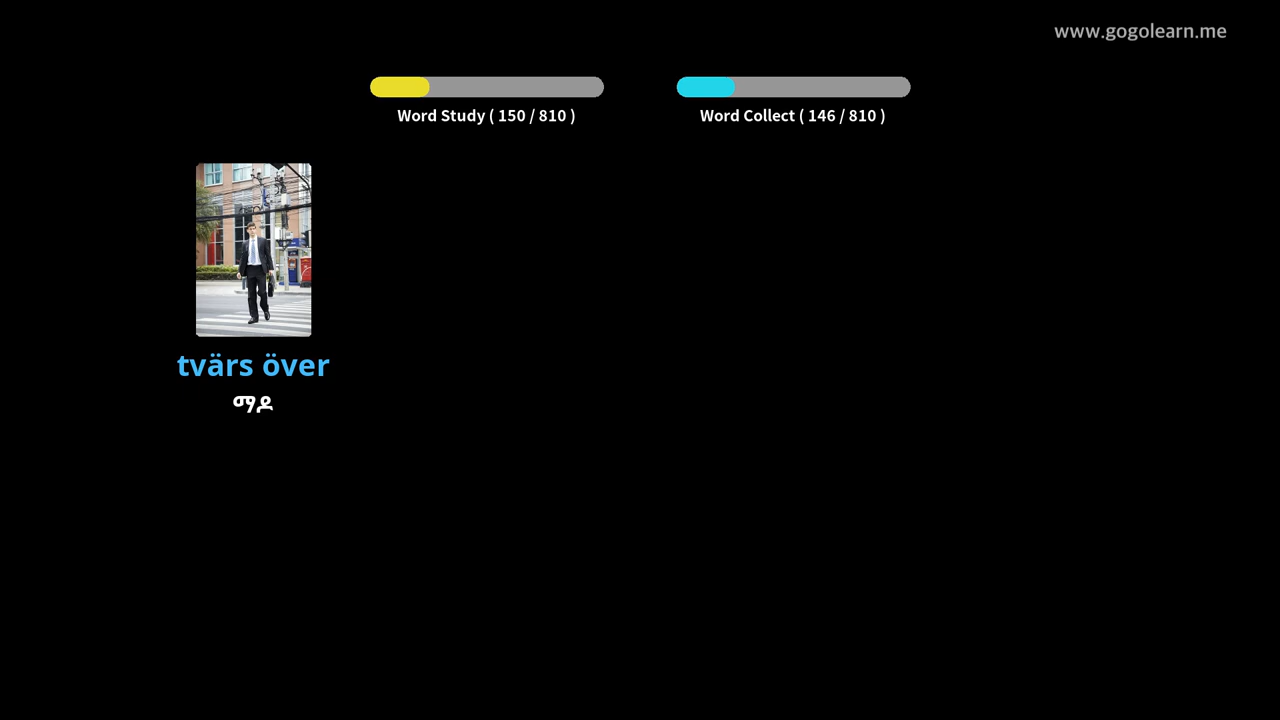 www.gogolearn.me
Word Study ( 150 / 810 )
Word Collect ( 146 / 810 )
tvärs över
ማዶ